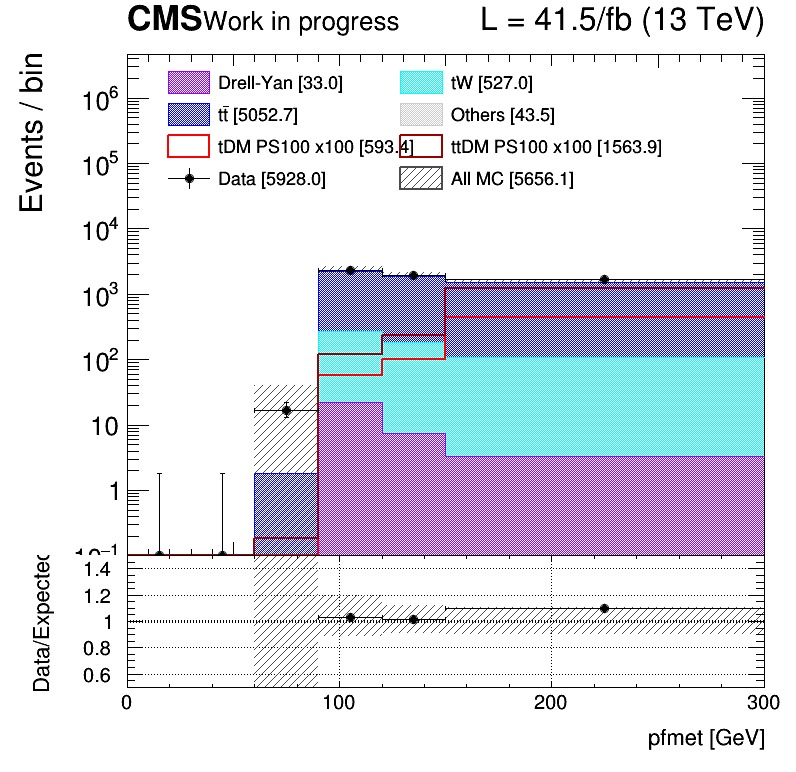 CMS Work in progress L = 41.5/fb (13 TeV)
Events / bin
Drell-Yan [33.0] tW [527.0]
tt̄ [5052.7] Others [43.5]
tDM PS100 x100 [593.4] ttDM PS100 x100 [1563.9]
Data [5928.0] All MC [5656.1]
10⁶
10⁵
10⁴
10³
10²
10
1
10⁻¹
Data/Expected
1.4
1.2
1
0.8
0.6
0 100 200 300
pfmet [GeV]